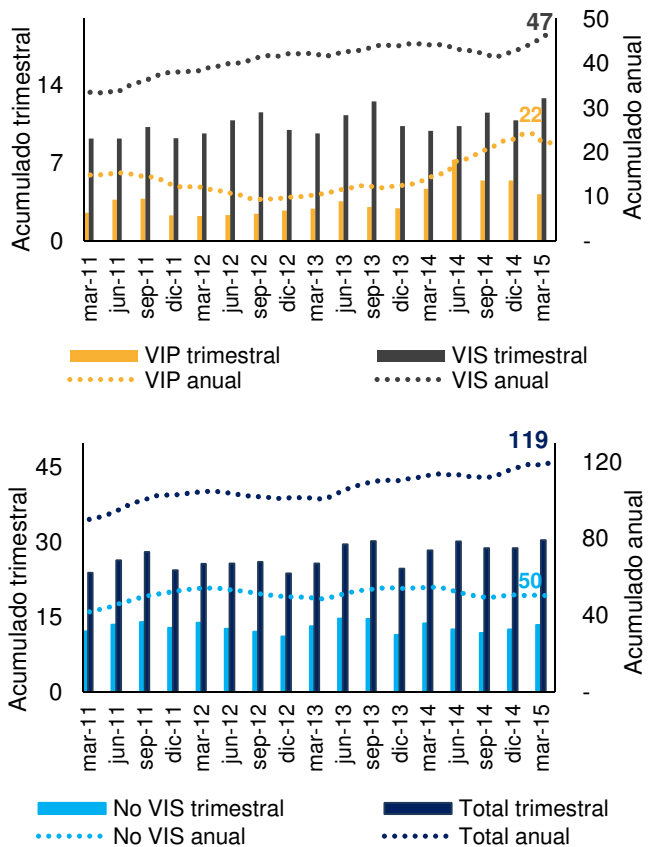 47
50
14
7
0
40
30
20
10
-
22
Acumulado trimestral
Acumulado anual
mar-11
jun-11
sep-11
dic-11
mar-12
jun-12
sep-12
dic-12
mar-13
jun-13
sep-13
dic-13
mar-14
jun-14
sep-14
dic-14
mar-15
VIP trimestral
VIS trimestral
VIP anual
VIS anual
119
45
30
15
0
120
80
40
-
50
Acumulado trimestral
Acumulado anual
mar-11
jun-11
sep-11
dic-11
mar-12
jun-12
sep-12
dic-12
mar-13
jun-13
sep-13
dic-13
mar-14
jun-14
sep-14
dic-14
mar-15
No VIS trimestral
Total trimestral
No VIS anual
Total anual